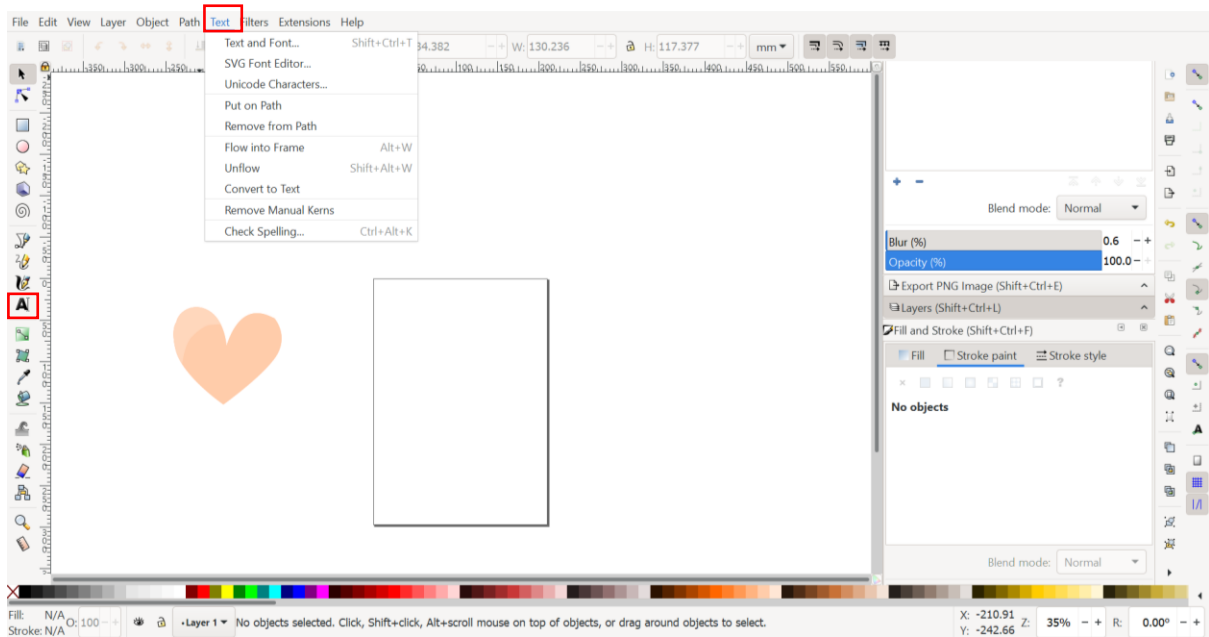 File Edit View Layer Object Path Text Filters Extensions Help
Text and Font... Shift+Ctrl+T
SVG Font Editor...
Unicode Characters...
Put on Path
Remove from Path
Flow into Frame Alt+W
Unflow Shift+Alt+W
Convert to Text
Remove Manual Kerns
Check Spelling... Ctrl+Alt+K
34.382 − + W: 130.236 − + H: 117.377 − + mm
Blend mode: Normal
Blur (%) 0.6 − +
Opacity (%) 100.0 − +
Export PNG Image (Shift+Ctrl+E)
Layers (Shift+Ctrl+L)
Fill and Stroke (Shift+Ctrl+F)
Fill Stroke paint Stroke style
?
No objects
Blend mode: Normal
Fill: N/A
Stroke: N/A
O: 100 − +
•Layer 1
No objects selected. Click, Shift+click, Alt+scroll mouse on top of objects, or drag around objects to select.
X: -210.91
Y: -242.66
Z: 35% − + R: 0.00° − +